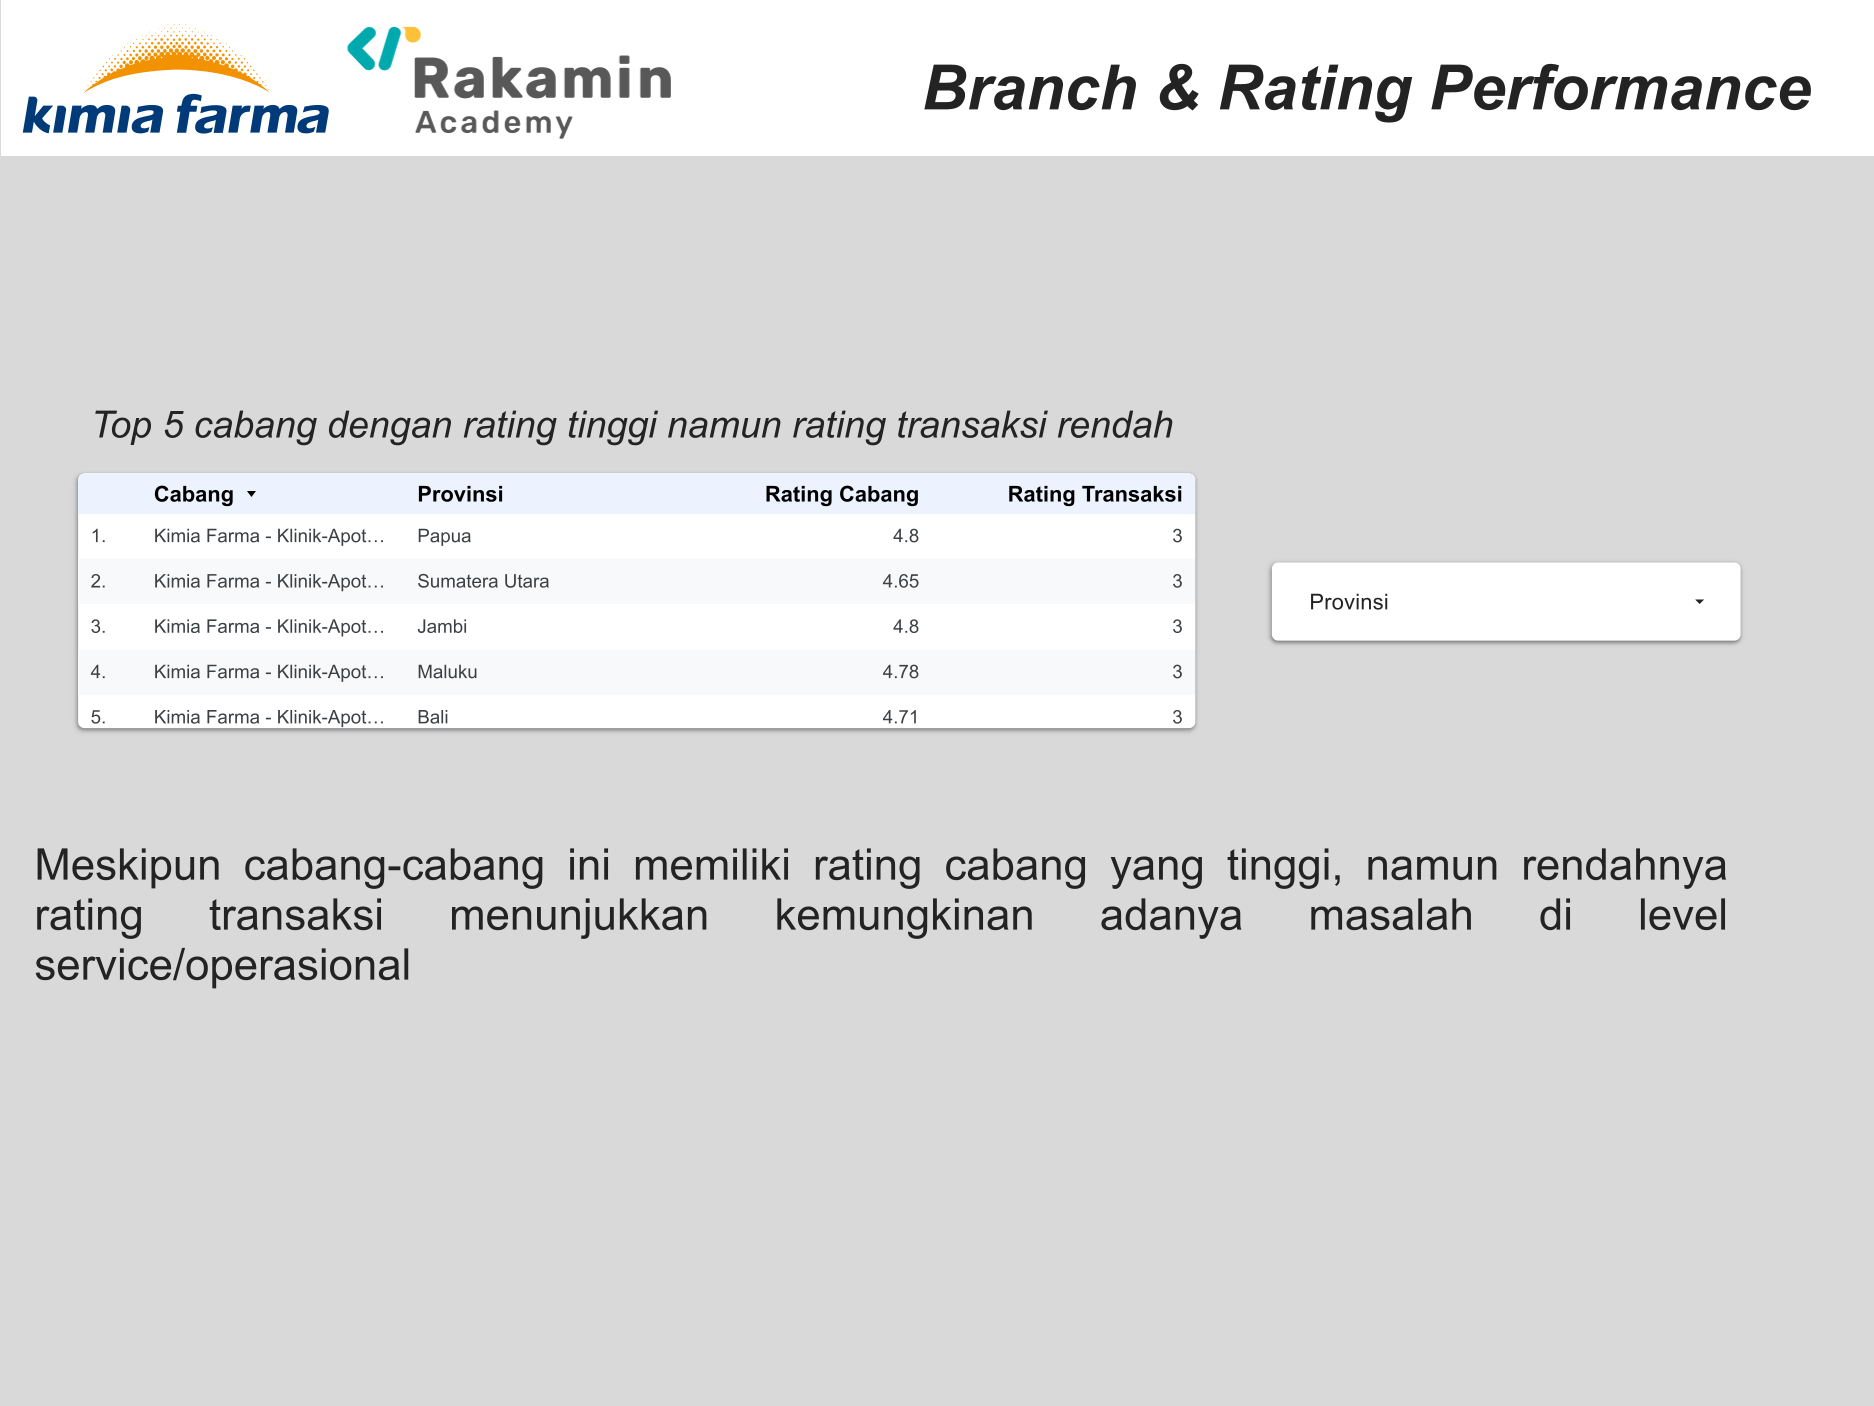 kimia farma
Rakamin
Academy
Branch & Rating Performance
Top 5 cabang dengan rating tinggi namun rating transaksi rendah
Cabang Provinsi Rating Cabang Rating Transaksi
1. Kimia Farma - Klinik-Apot... Papua 4.8 3
2. Kimia Farma - Klinik-Apot... Sumatera Utara 4.65 3
3. Kimia Farma - Klinik-Apot... Jambi 4.8 3
4. Kimia Farma - Klinik-Apot... Maluku 4.78 3
5. Kimia Farma - Klinik-Apot... Bali 4.71 3
Provinsi
Meskipun cabang-cabang ini memiliki rating cabang yang tinggi, namun rendahnya
rating transaksi menunjukkan kemungkinan adanya masalah di level
service/operasional